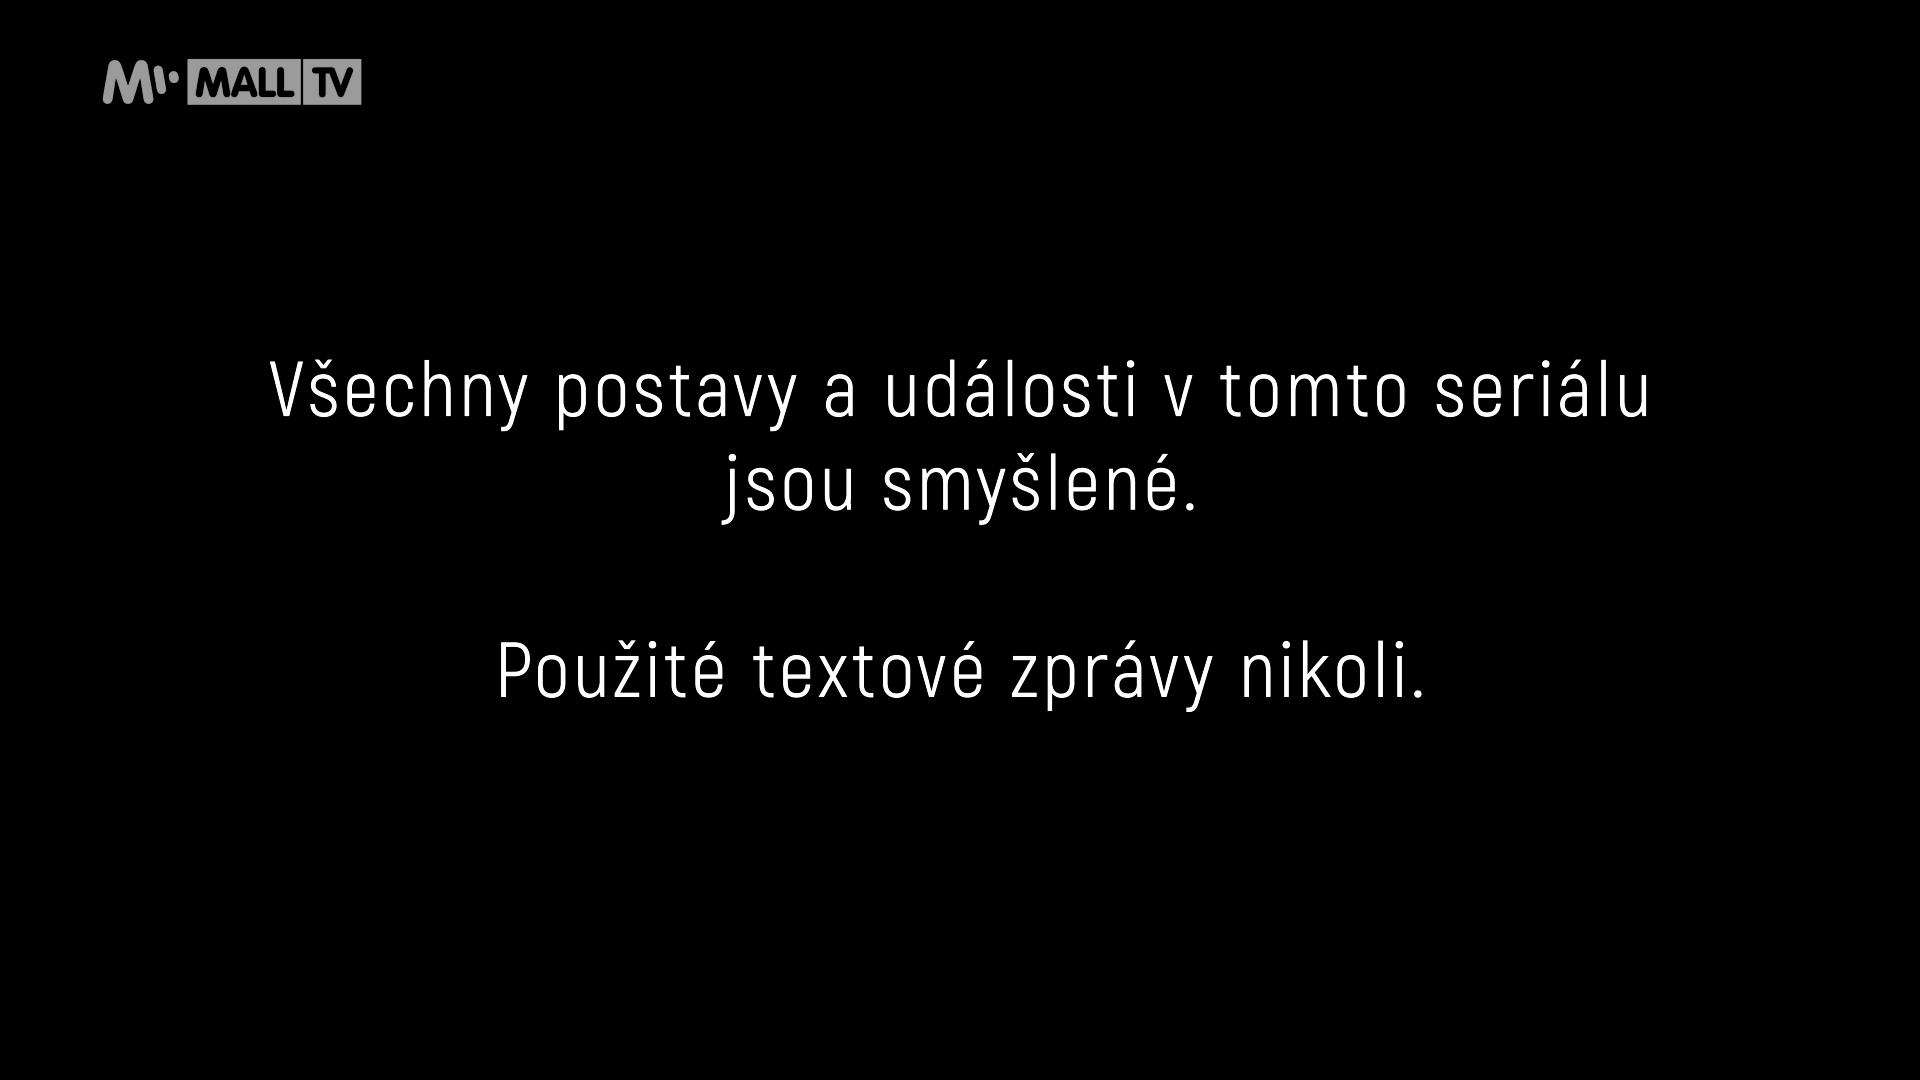 MALL TV
Všechny postavy a události v tomto seriálu
jsou smyšlené.
Použité textové zprávy nikoli.